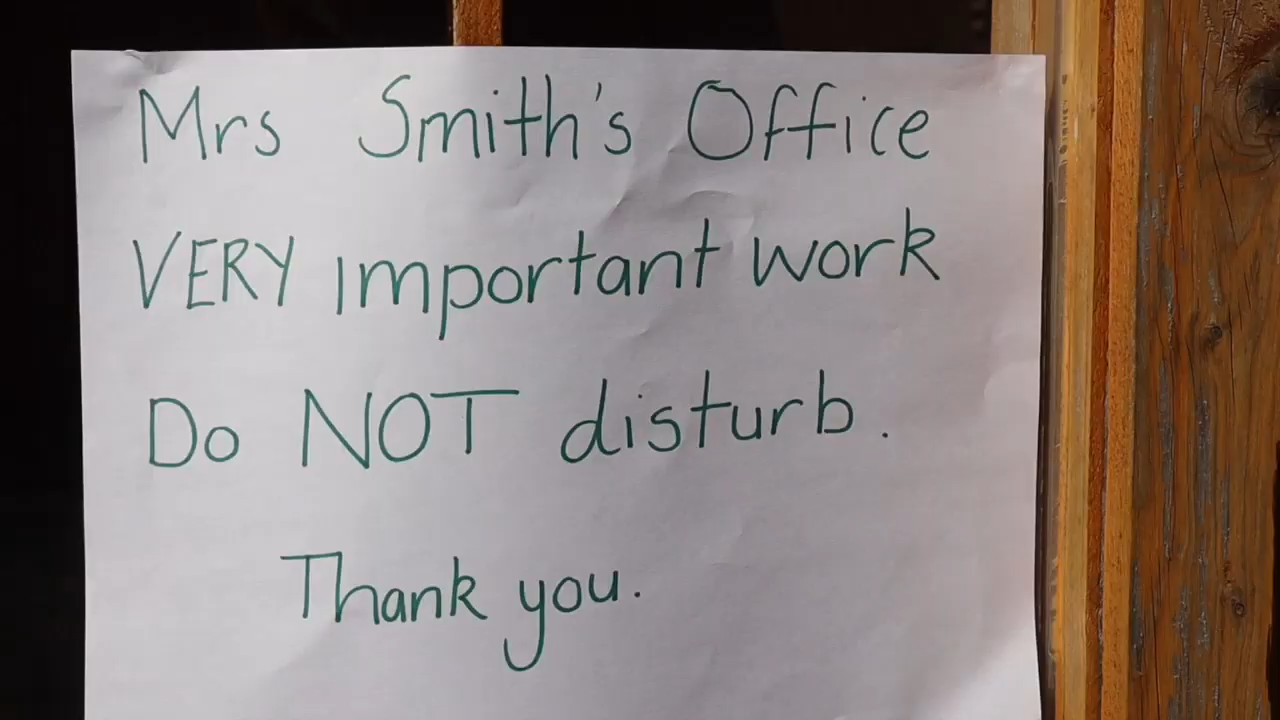 Mrs Smith's Office
VERY Important work
Do NOT disturb.
Thank you.